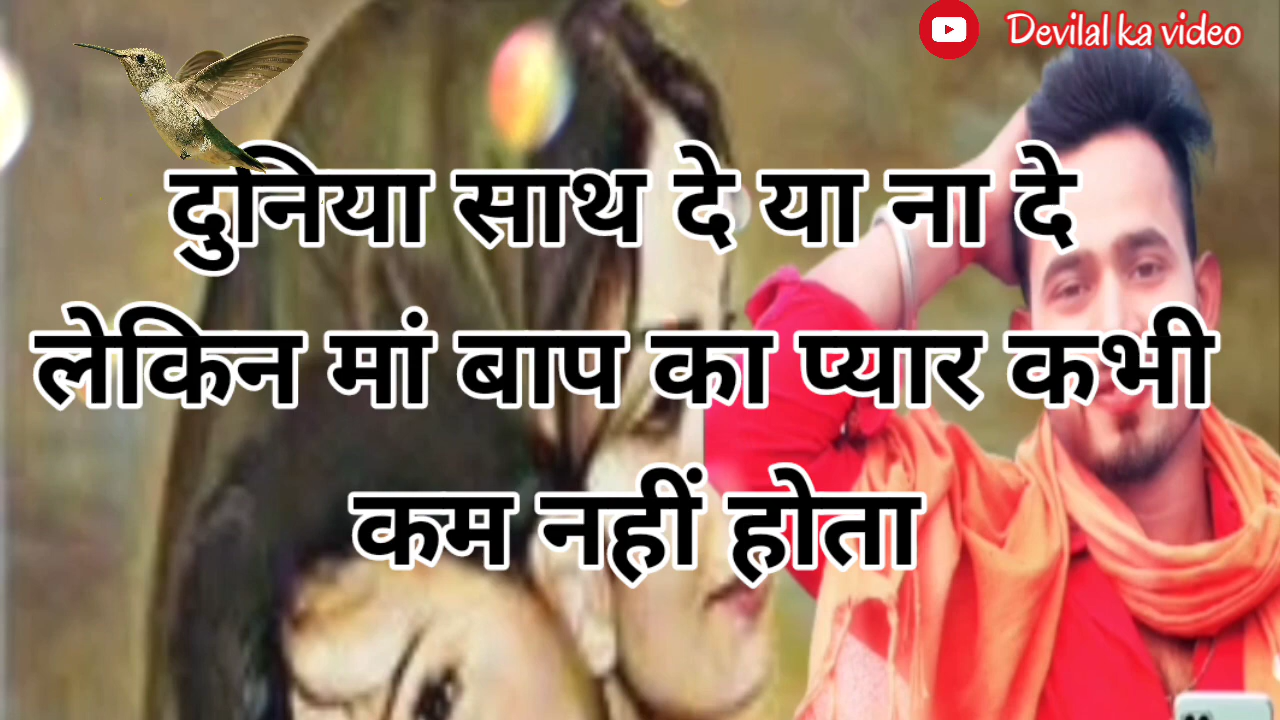 Devilal ka video
दुनिया साथ दे या ना दे
लेकिन मां बाप का प्यार कभी
कम नहीं होता